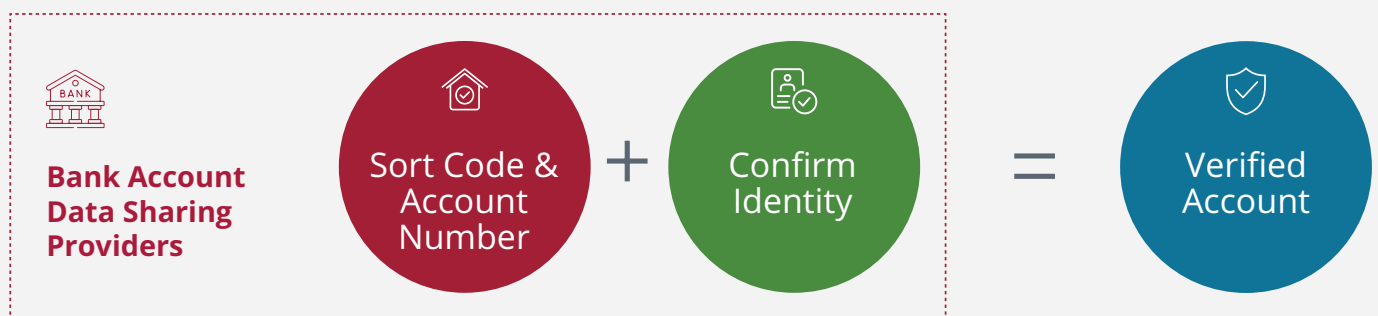 BANK
Bank Account
Data Sharing
Providers
Sort Code &
Account
Number
+
Confirm
Identity
=
Verified
Account